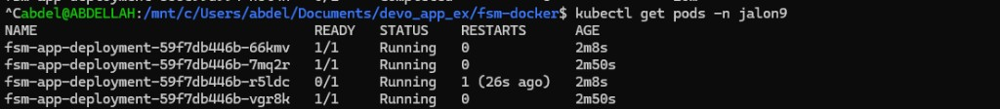 ^Cabdel@ABDELLAH:/mnt/c/Users/abdel/Documents/devo_app_ex/fsm-docker$ kubectl get pods -n jalon9
NAME READY STATUS RESTARTS AGE
fsm-app-deployment-59f7db446b-66kmv 1/1 Running 0 2m8s
fsm-app-deployment-59f7db446b-7mq2r 1/1 Running 0 2m50s
fsm-app-deployment-59f7db446b-r5ldc 0/1 Running 1 (26s ago) 2m8s
fsm-app-deployment-59f7db446b-vgr8k 1/1 Running 0 2m50s